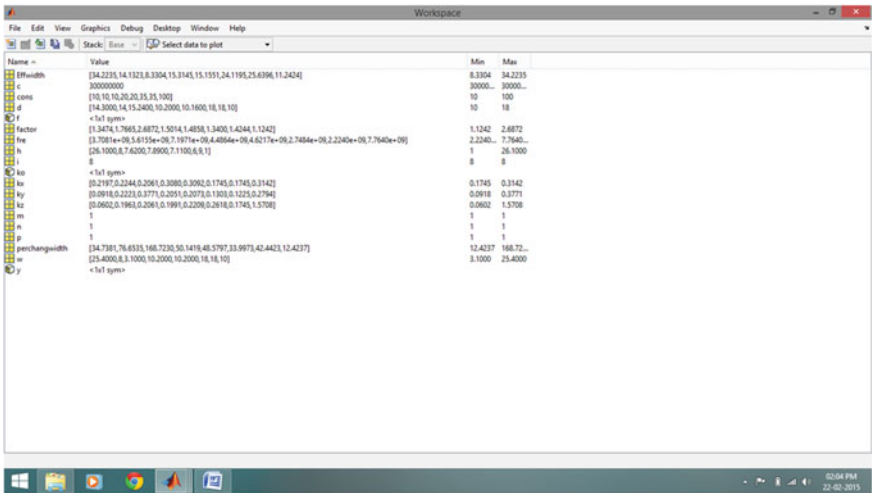 Workspace
File Edit View Graphics Debug Desktop Window Help
Stack: Base Select data to plot
Name Value Min Max
Effwidth [34.2235,14.1323,8.3304,15.3145,15.1551,24.1195,25.6396,11.2424] 8.3304 34.2235
c 300000000 30000... 30000...
cons [10,10,10,20,20,35,35,100] 10 100
d [14.3000,14,15.2400,10.2000,10.1600,18,18,10] 10 18
f <1x1 sym>
factor [1.3474,1.7665,2.6872,1.5014,1.4858,1.3400,1.4244,1.1242] 1.1242 2.6872
fre [3.7081e+09,5.6155e+09,7.1971e+09,4.4864e+09,4.6217e+09,2.7484e+09,2.2240e+09,7.7640e+09] 2.2240... 7.7640...
h [26.1000,8,7.6200,7.8900,7.1100,6,9,1] 1 26.1000
i 8 8 8
ko <1x1 sym>
kx [0.2197,0.2244,0.2061,0.3080,0.3092,0.1745,0.1745,0.3142] 0.1745 0.3142
ky [0.0918,0.2223,0.3771,0.2051,0.2073,0.1303,0.1225,0.2794] 0.0918 0.3771
kz [0.0602,0.1963,0.2061,0.1991,0.2209,0.2618,0.1745,1.5708] 0.0602 1.5708
m 1 1 1
n 1 1 1
p 1 1 1
perchangwidth [34.7381,76.6535,168.7230,50.1419,48.5797,33.9973,42.4423,12.4237] 12.4237 168.72...
w [25.4000,8,3.1000,10.2000,10.2000,18,18,10] 3.1000 25.4000
y <1x1 sym>
02:04 PM
22-02-2015